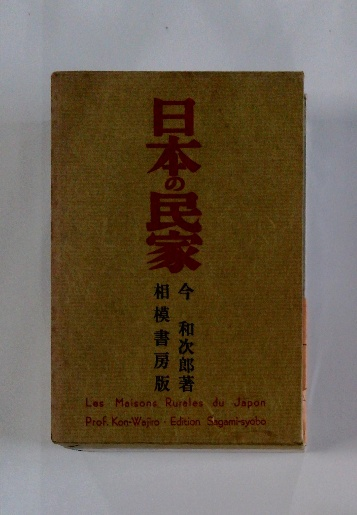 日本の民家
今 和次郎著
相模書房版
Les Maisons Rurales du Japon
Prof. Kon-Wajiro · Edition Sagami-syobo